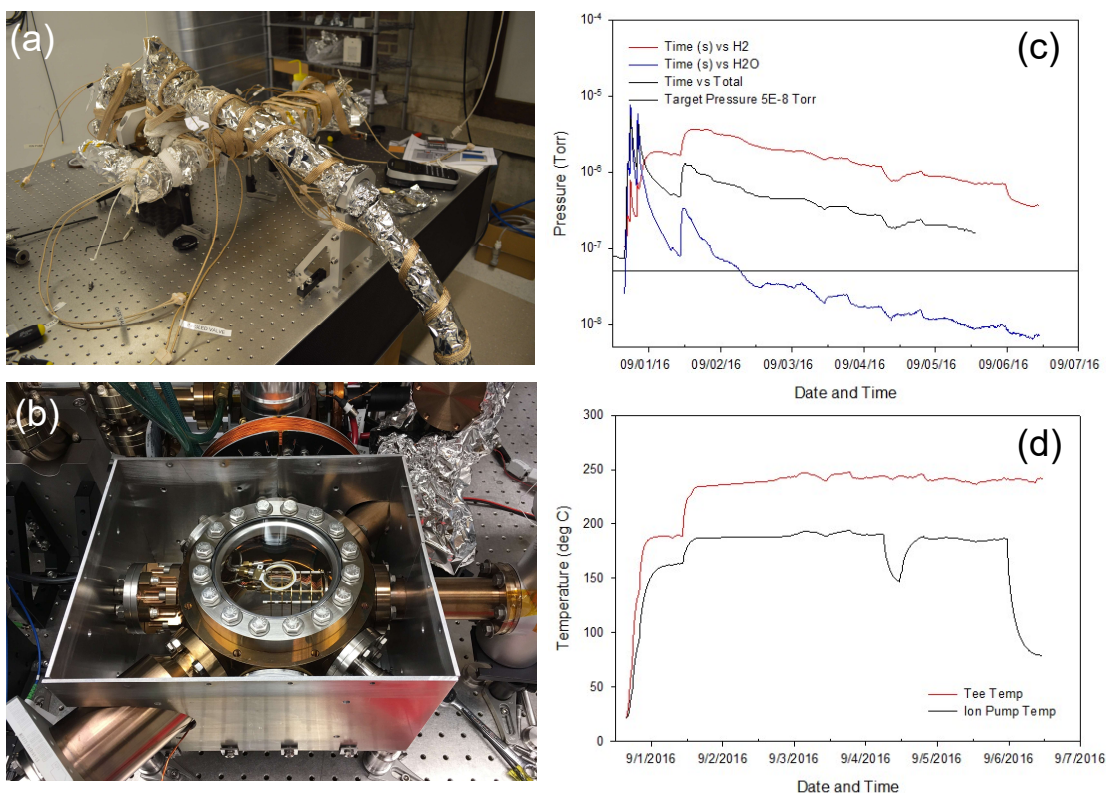 (a)
SEED VALVE
(b)
(c)
10-4
10-5
10-6
10-7
10-8
Pressure (Torr)
Time (s) vs H2
Time (s) vs H2O
Time vs Total
Target Pressure 5E-8 Torr
09/01/16 09/02/16 09/03/16 09/04/16 09/05/16 09/06/16 09/07/16
Date and Time
(d)
300
250
200
150
100
50
0
Temperature (deg C)
Tee Temp
Ion Pump Temp
9/1/2016 9/2/2016 9/3/2016 9/4/2016 9/5/2016 9/6/2016 9/7/2016
Date and Time